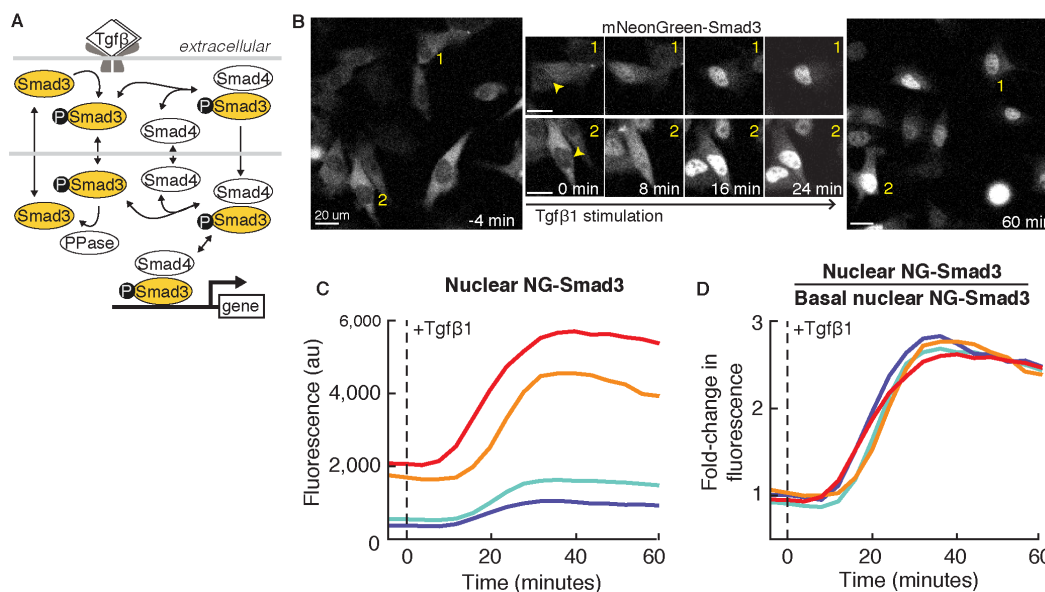 A
Tgfβ
extracellular
Smad3
Smad4
P Smad3
P Smad3
Smad4
P Smad3
Smad4
Smad4
Smad3
P Smad3
PPase
Smad4
P Smad3
gene
B
mNeonGreen-Smad3
1
2
20 um
-4 min
1
1
1
1
2
2
2
2
0 min
8 min
16 min
24 min
Tgfβ1 stimulation
1
2
60 min
C
Nuclear NG-Smad3
+Tgfβ1
6,000
4,000
2,000
0
Fluorescence (au)
0
20
40
60
Time (minutes)
D
Nuclear NG-Smad3
Basal nuclear NG-Smad3
+Tgfβ1
3
2
1
Fold-change in
fluorescence
0
20
40
60
Time (minutes)